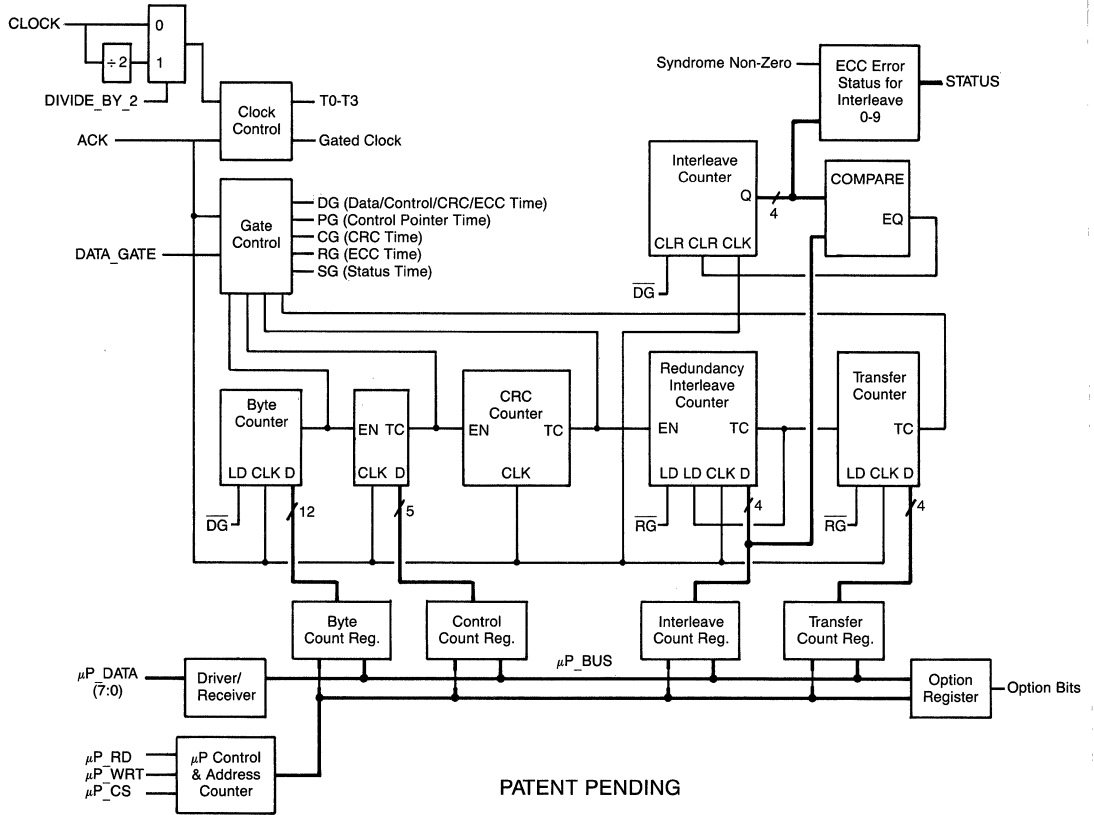 CLOCK
0
÷2
1
DIVIDE_BY_2
ACK
Clock
Control
T0-T3
Gated Clock
Syndrome Non-Zero
ECC Error
Status for
Interleave
0-9
STATUS
Interleave
Counter
Q
4
CLR CLR CLK
DG
COMPARE
EQ
DATA_GATE
Gate
Control
DG (Data/Control/CRC/ECC Time)
PG (Control Pointer Time)
CG (CRC Time)
RG (ECC Time)
SG (Status Time)
Byte
Counter
LD CLK D
DG
12
EN TC
CLK D
5
CRC
Counter
EN TC
CLK
Redundancy
Interleave
Counter
EN TC
LD LD CLK D
RG
4
Transfer
Counter
TC
LD CLK D
RG
4
Byte
Count Reg.
Control
Count Reg.
Interleave
Count Reg.
Transfer
Count Reg.
μP_DATA
(7:0)
Driver/
Receiver
μP_BUS
Option
Register
Option Bits
μP_RD
μP_WRT
μP_CS
μP Control
& Address
Counter
PATENT PENDING